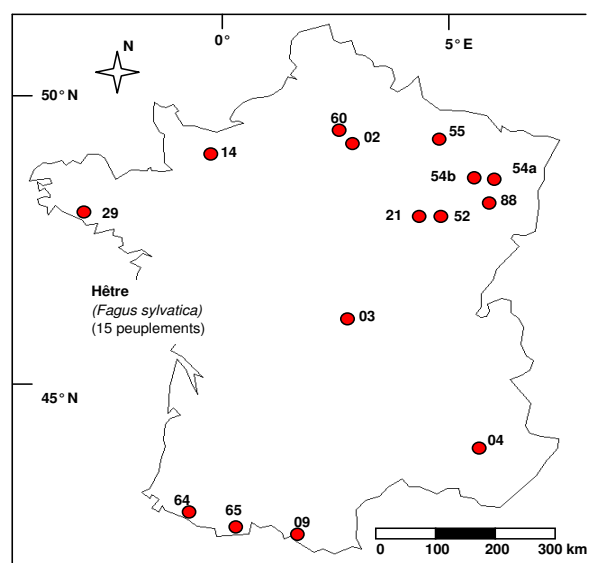 0°
5° E
N
50° N
60
02
55
14
54b
54a
88
29
21
52
Hêtre
(Fagus sylvatica)
(15 peuplements)
03
45° N
04
64
65
09
0 100 200 300 km